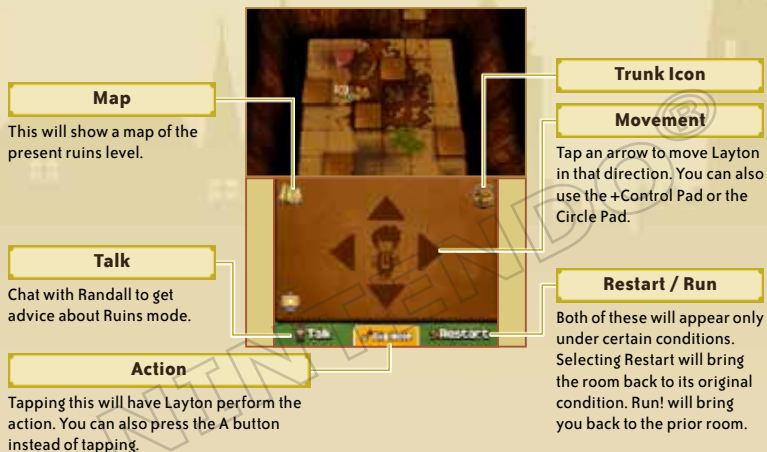 Map
This will show a map of the
present ruins level.
Talk
Chat with Randall to get
advice about Ruins mode.
Action
Tapping this will have Layton perform the
action. You can also press the A button
instead of tapping.
Trunk Icon
Movement
Tap an arrow to move Layton
in that direction. You can also
use the +Control Pad or the
Circle Pad.
Restart / Run
Both of these will appear only
under certain conditions.
Selecting Restart will bring
the room back to its original
condition. Run! will bring
you back to the prior room.
Talk
Restart
NINTENDO®